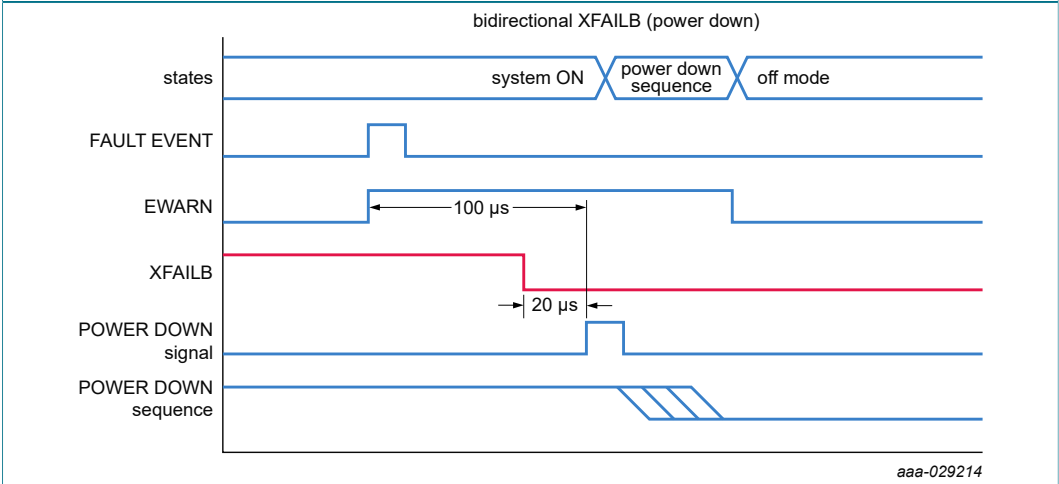 bidirectional XFAILB (power down)
states
system ON
power down
sequence
off mode
FAULT EVENT
EWARN
100 µs
XFAILB
20 µs
POWER DOWN
signal
POWER DOWN
sequence
aaa-029214